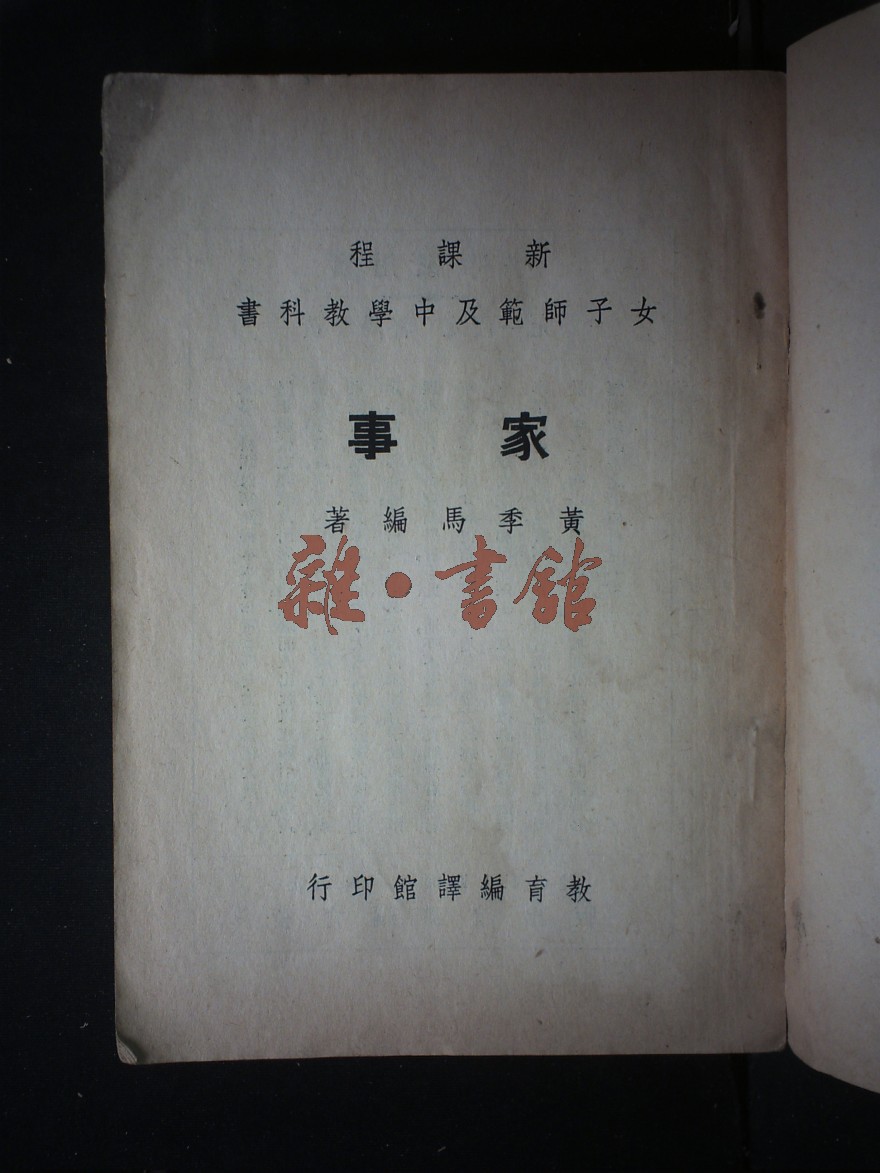 新課程
女子師範及中學教科書
家事
黃季馬編著
雜·書館
教育編譯館印行